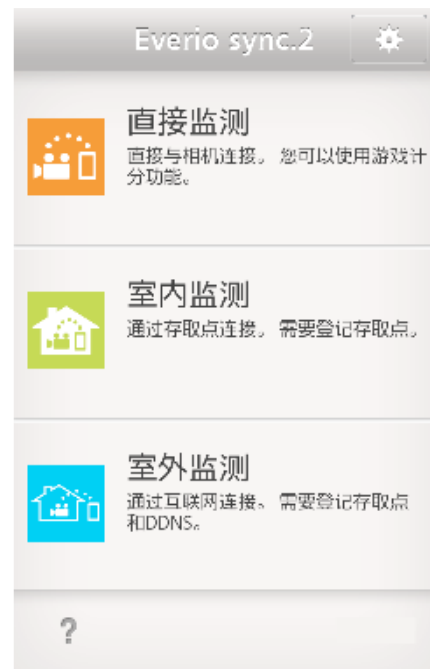 Everio sync.2
直接监测
直接与相机连接。 您可以使用游戏计
分功能。
室内监测
通过存取点连接。 需要登记存取点。
室外监测
通过互联网连接。 需要登记存取点
和DDNS。
?